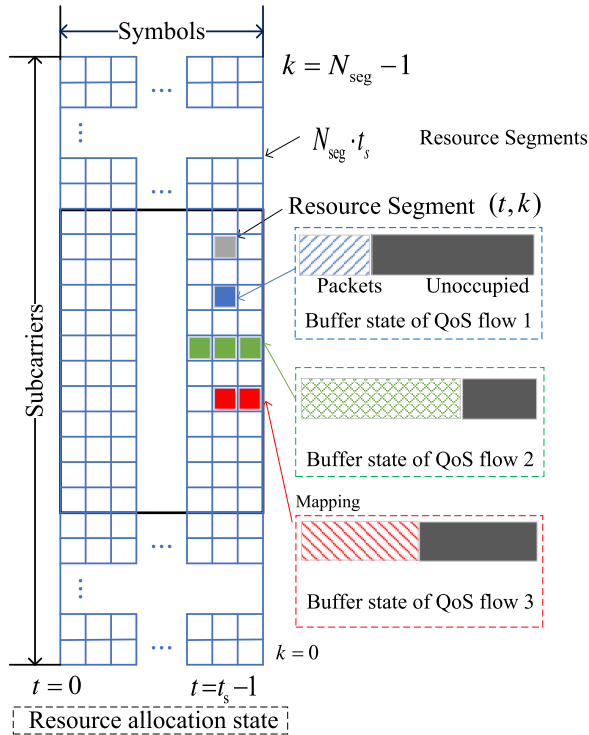 Symbols
k = N_seg − 1
...
N_seg · t_s Resource Segments
...
Resource Segment (t, k)
Packets Unoccupied
Buffer state of QoS flow 1
Subcarriers
Buffer state of QoS flow 2
Mapping
Buffer state of QoS flow 3
...
...
k = 0
t = 0 t = t_s − 1
Resource allocation state